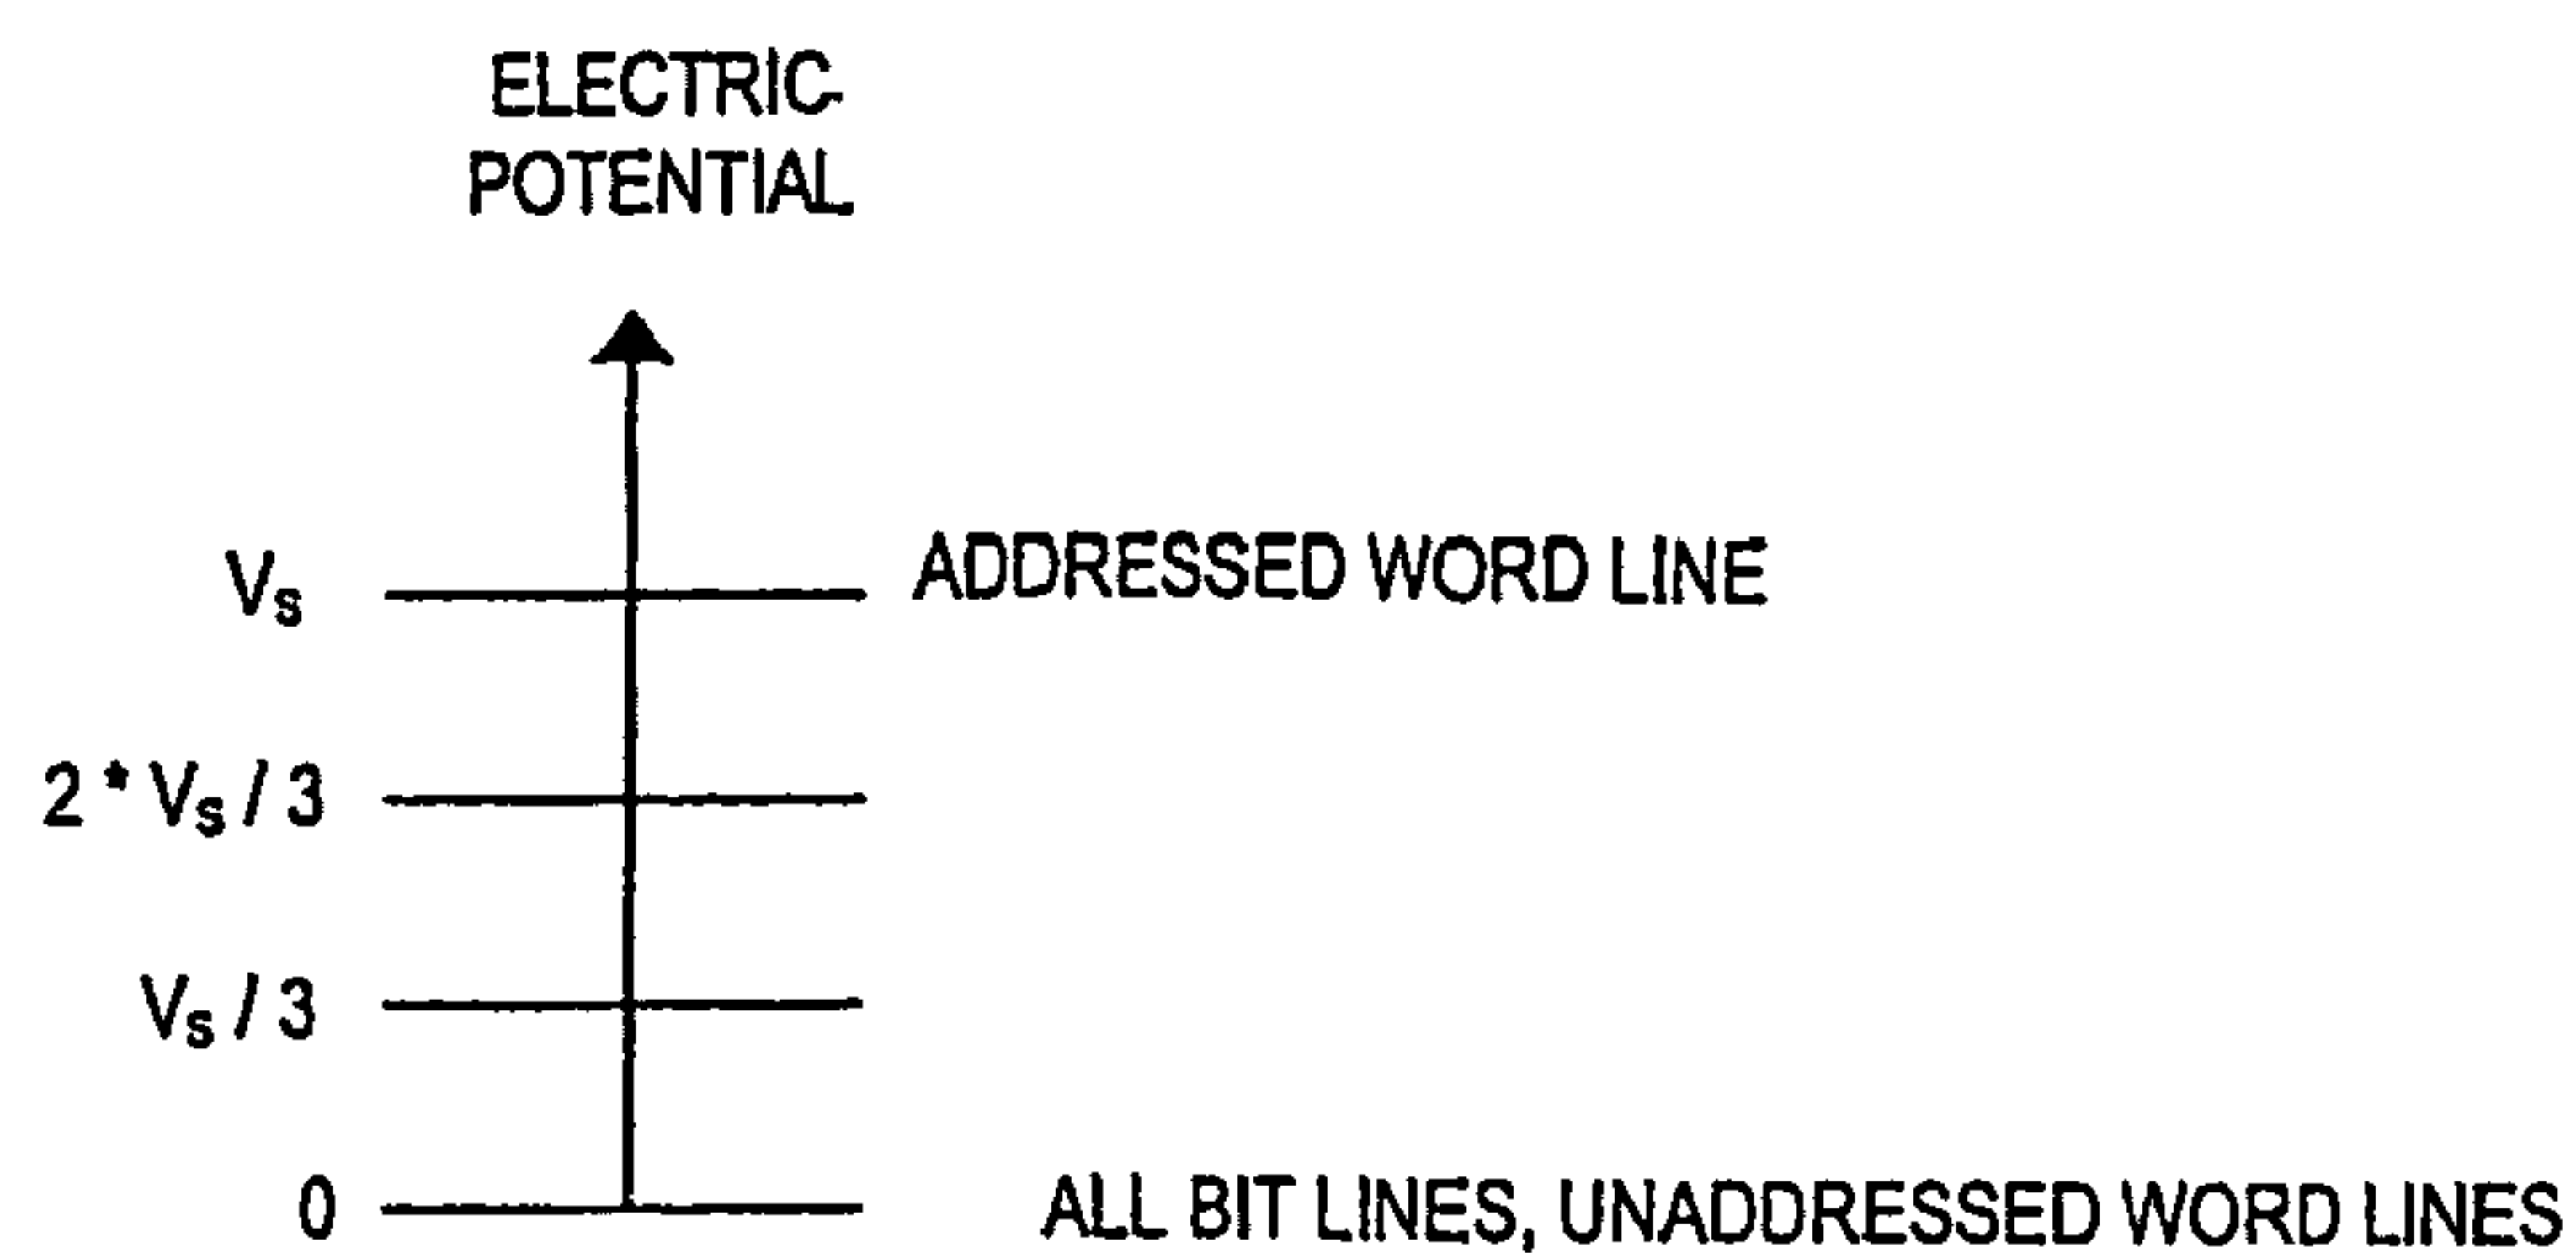 ELECTRIC
POTENTIAL
Vs ADDRESSED WORD LINE
2 * Vs / 3
Vs / 3
0 ALL BIT LINES, UNADDRESSED WORD LINES